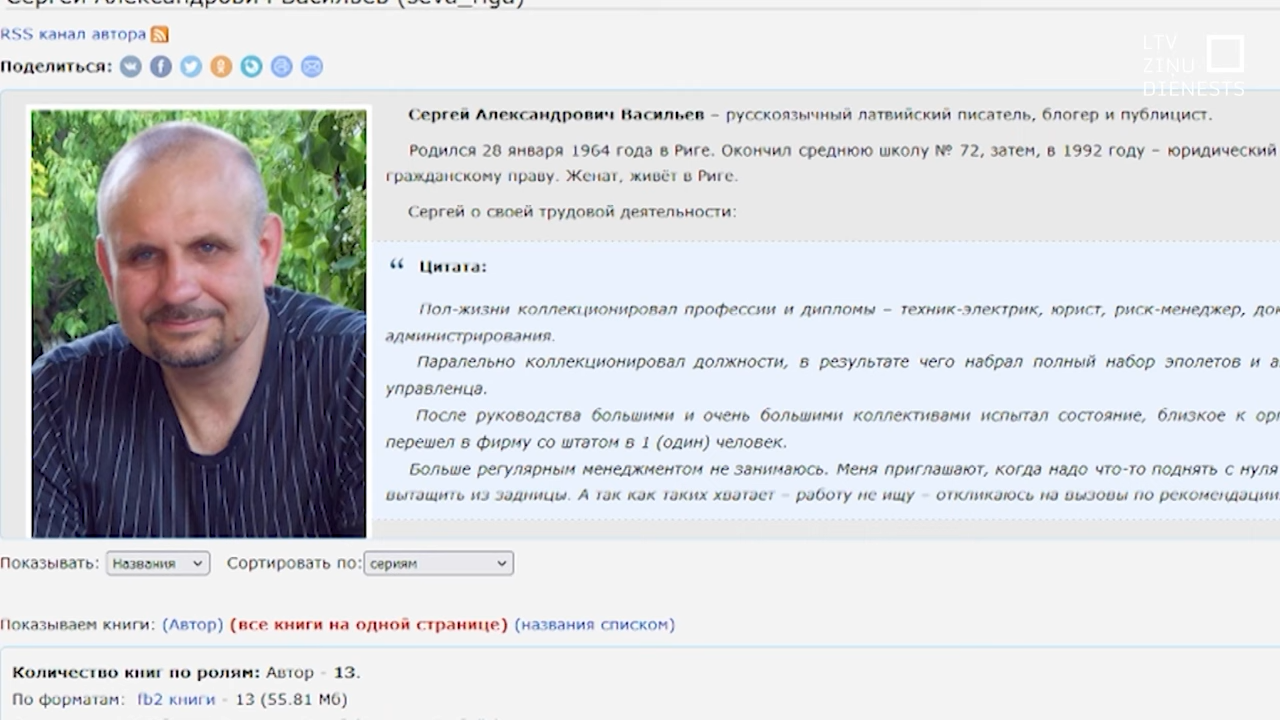 Сергей Александрович Васильев (seva_riga)
RSS канал автора
Поделиться:
LTV
ZIŅU
DIENESTS
Сергей Александрович Васильев – русскоязычный латвийский писатель, блогер и публицист.
Родился 28 января 1964 года в Риге. Окончил среднюю школу № 72, затем, в 1992 году – юридический
гражданскому праву. Женат, живёт в Риге.
Сергей о своей трудовой деятельности:
“ Цитата:
Пол-жизни коллекционировал профессии и дипломы – техник-электрик, юрист, риск-менеджер, док
администрирования.
Паралельно коллекционировал должности, в результате чего набрал полный набор эполетов и а
управленца.
После руководства большими и очень большими коллективами испытал состояние, близкое к орг
перешел в фирму со штатом в 1 (один) человек.
Больше регулярным менеджментом не занимаюсь. Меня приглашают, когда надо что-то поднять с нуля
вытащить из задницы. А так как таких хватает – работу не ищу – откликаюсь на вызовы по рекомендации
Показывать: Названия Сортировать по: сериям
Показываем книги: (Автор) (все книги на одной странице) (названия списком)
Количество книг по ролям: Автор - 13.
По форматам: fb2 книги - 13 (55.81 Мб)